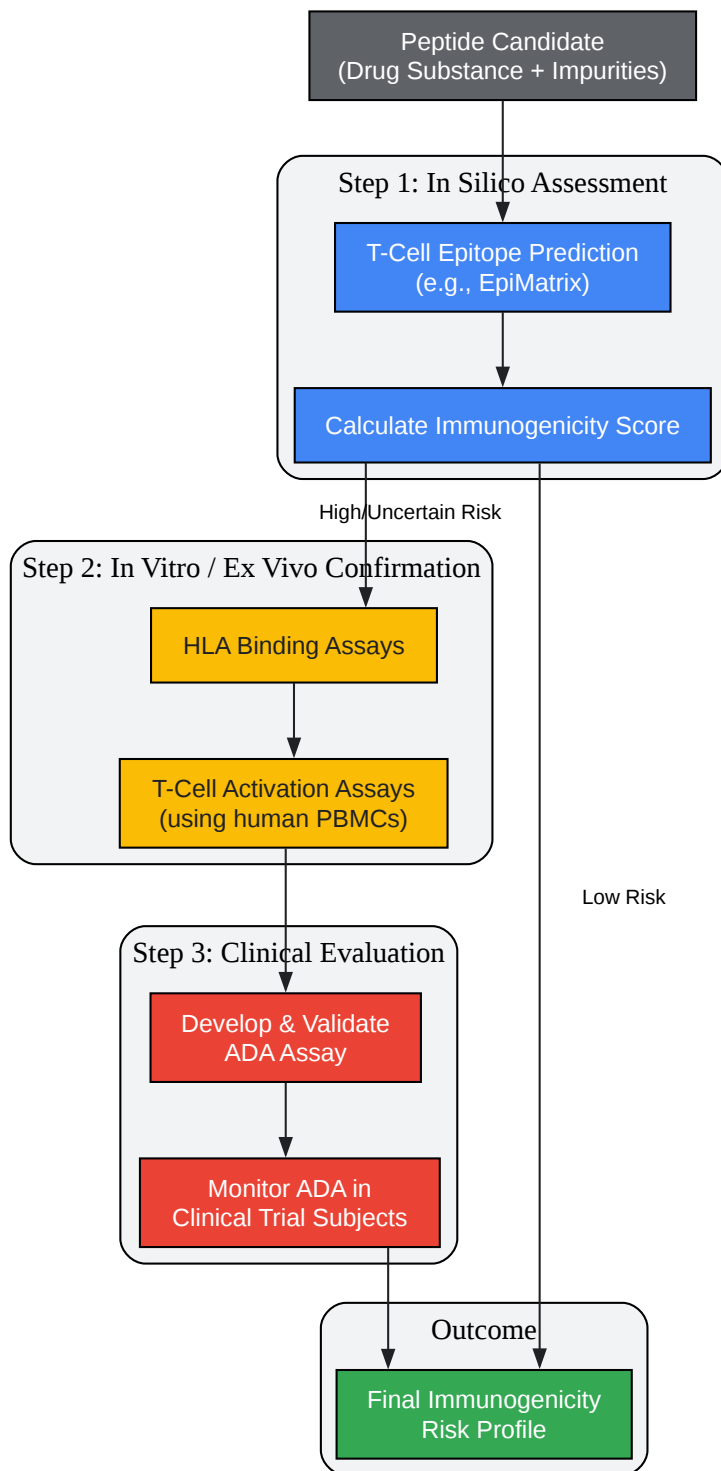 Peptide Candidate
(Drug Substance + Impurities)
Step 1: In Silico Assessment
T-Cell Epitope Prediction
(e.g., EpiMatrix)
Calculate Immunogenicity Score
High/Uncertain Risk
Step 2: In Vitro / Ex Vivo Confirmation
HLA Binding Assays
T-Cell Activation Assays
(using human PBMCs)
Low Risk
Step 3: Clinical Evaluation
Develop & Validate
ADA Assay
Monitor ADA in
Clinical Trial Subjects
Outcome
Final Immunogenicity
Risk Profile